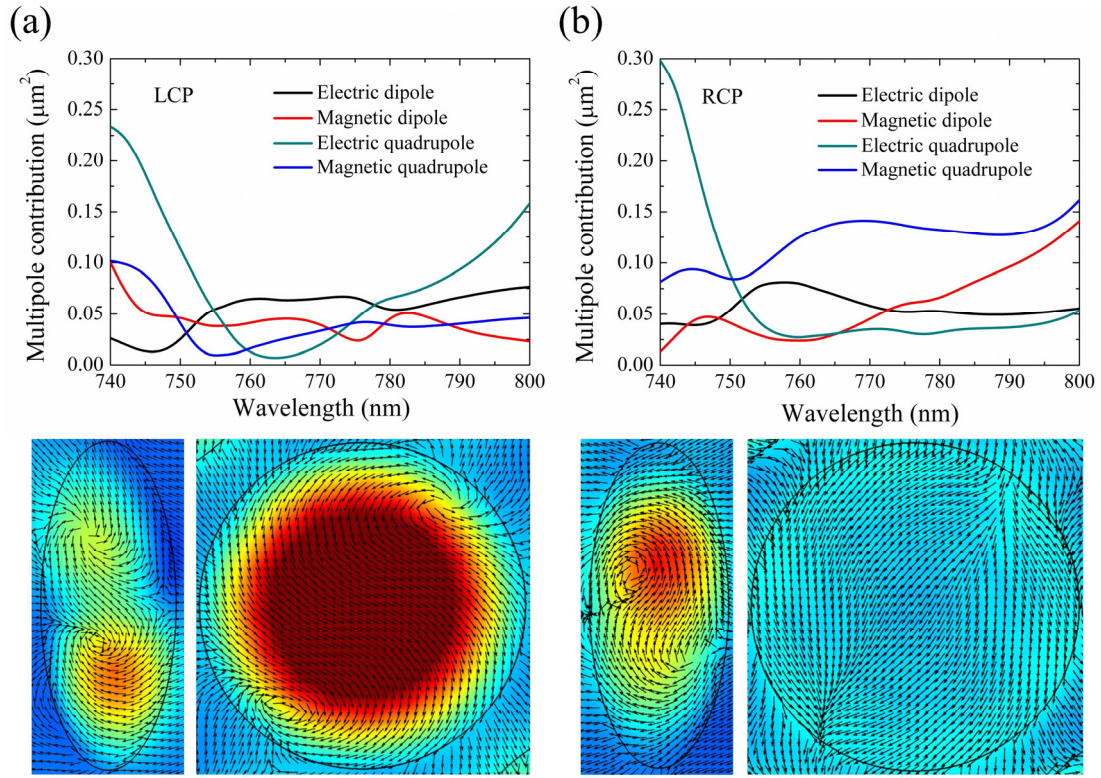 (a)
Multipole contribution (μm²)
0.30
0.25
0.20
0.15
0.10
0.05
0.00
LCP
Electric dipole
Magnetic dipole
Electric quadrupole
Magnetic quadrupole
740 750 760 770 780 790 800
Wavelength (nm)
(b)
Multipole contribution (μm²)
0.30
0.25
0.20
0.15
0.10
0.05
0.00
RCP
Electric dipole
Magnetic dipole
Electric quadrupole
Magnetic quadrupole
740 750 760 770 780 790 800
Wavelength (nm)